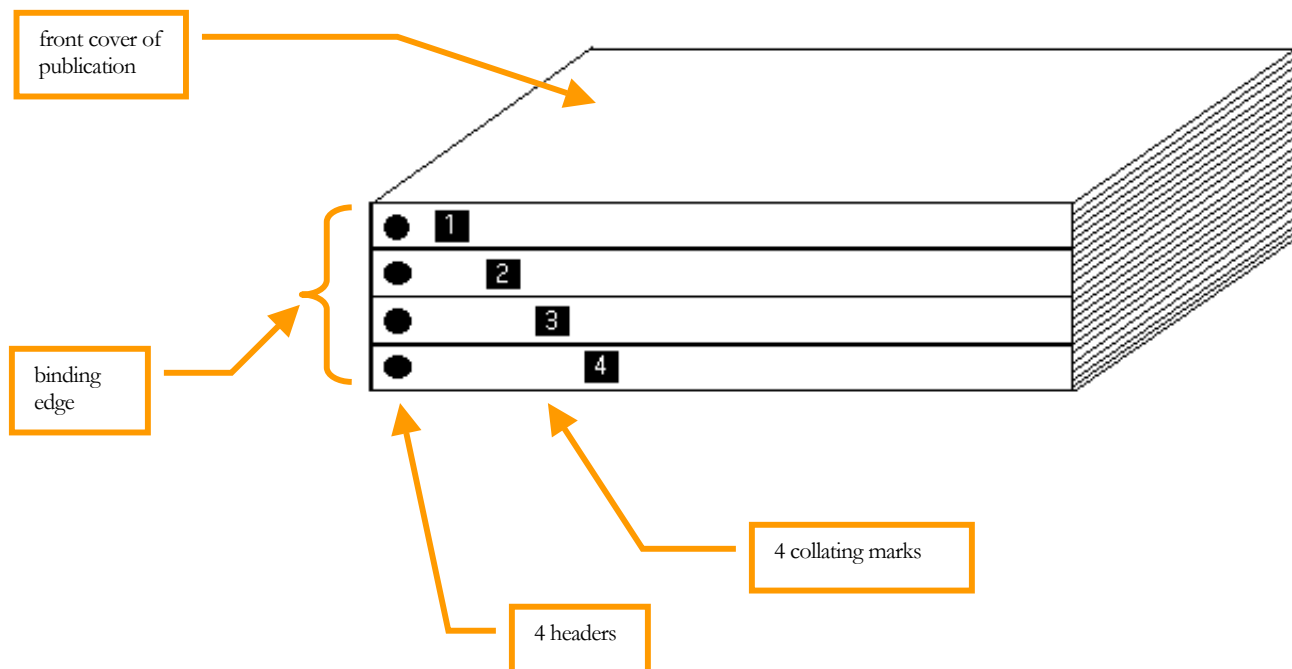 front cover of
publication
1
2
3
4
binding
edge
4 collating marks
4 headers